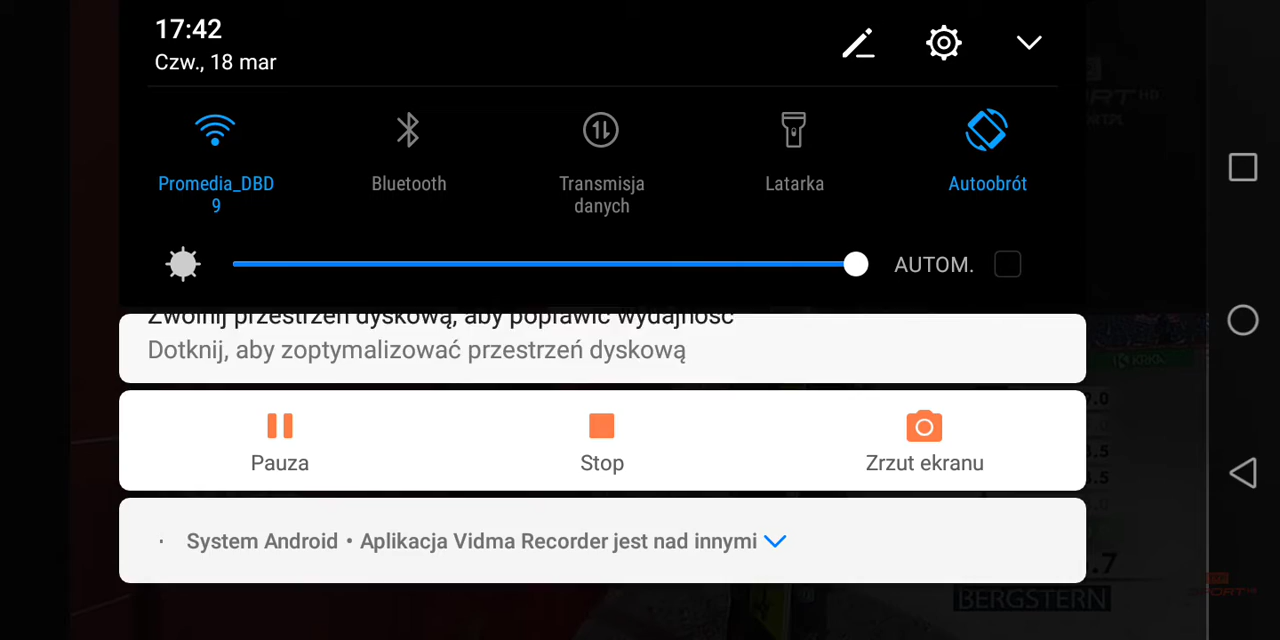 17:42
Czw., 18 mar
Promedia_DBD
9
Bluetooth
Transmisja
danych
Latarka
Autoobrót
AUTOM.
Zwolnij przestrzeń dyskową, aby poprawić wydajność
Dotknij, aby zoptymalizować przestrzeń dyskową
Pauza
Stop
Zrzut ekranu
· System Android • Aplikacja Vidma Recorder jest nad innymi
KRKA
BERGSTERN